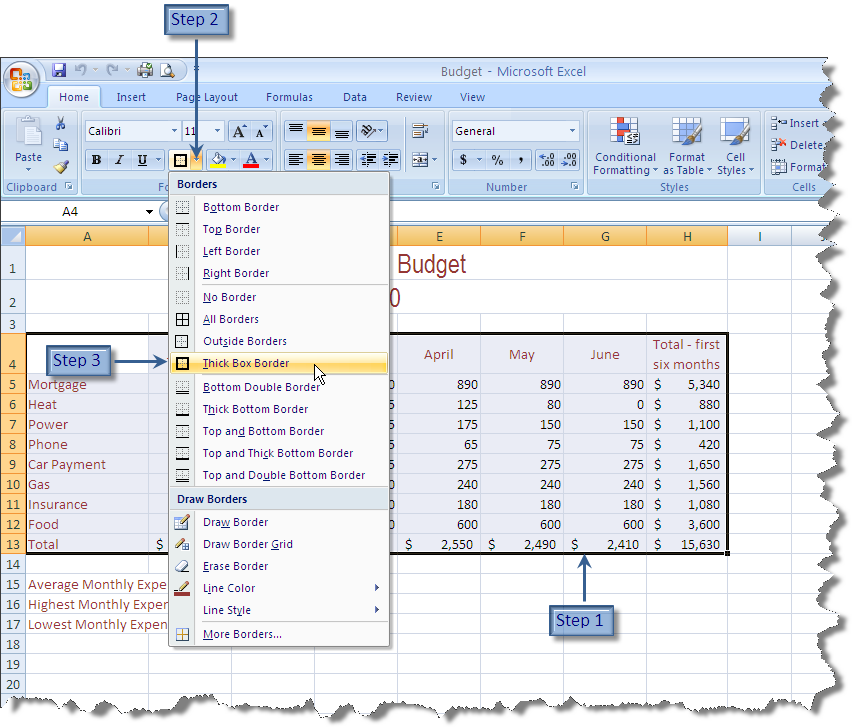 Step 2
Budget - Microsoft Excel
Home Insert Page Layout Formulas Data Review View
Calibri 11 A A General Insert
Paste B I U A $ % , .00 .0 Conditional Formatting Format as Table Cell Styles Delete
Format
Clipboard Fo Number Styles Cells
A4
Borders
Bottom Border
Top Border
Left Border
Right Border
No Border
All Borders
Outside Borders
Thick Box Border
Bottom Double Border
Thick Bottom Border
Top and Bottom Border
Top and Thick Bottom Border
Top and Double Bottom Border
Draw Borders
Draw Border
Draw Border Grid
Erase Border
Line Color
Line Style
More Borders...
A E F G H I
1 Budget
2 0
3
4 April May June Total - first six months
Step 3
5 Mortgage 0 890 890 890 $ 5,340
6 Heat 5 125 80 0 $ 880
7 Power 5 175 150 150 $ 1,100
8 Phone 5 65 75 75 $ 420
9 Car Payment 5 275 275 275 $ 1,650
10 Gas 0 240 240 240 $ 1,560
11 Insurance 0 180 180 180 $ 1,080
12 Food 0 600 600 600 $ 3,600
13 Total $ $ 2,550 $ 2,490 $ 2,410 $ 15,630
14
15 Average Monthly Expe
16 Highest Monthly Expen
17 Lowest Monthly Expen
Step 1
18
19
20